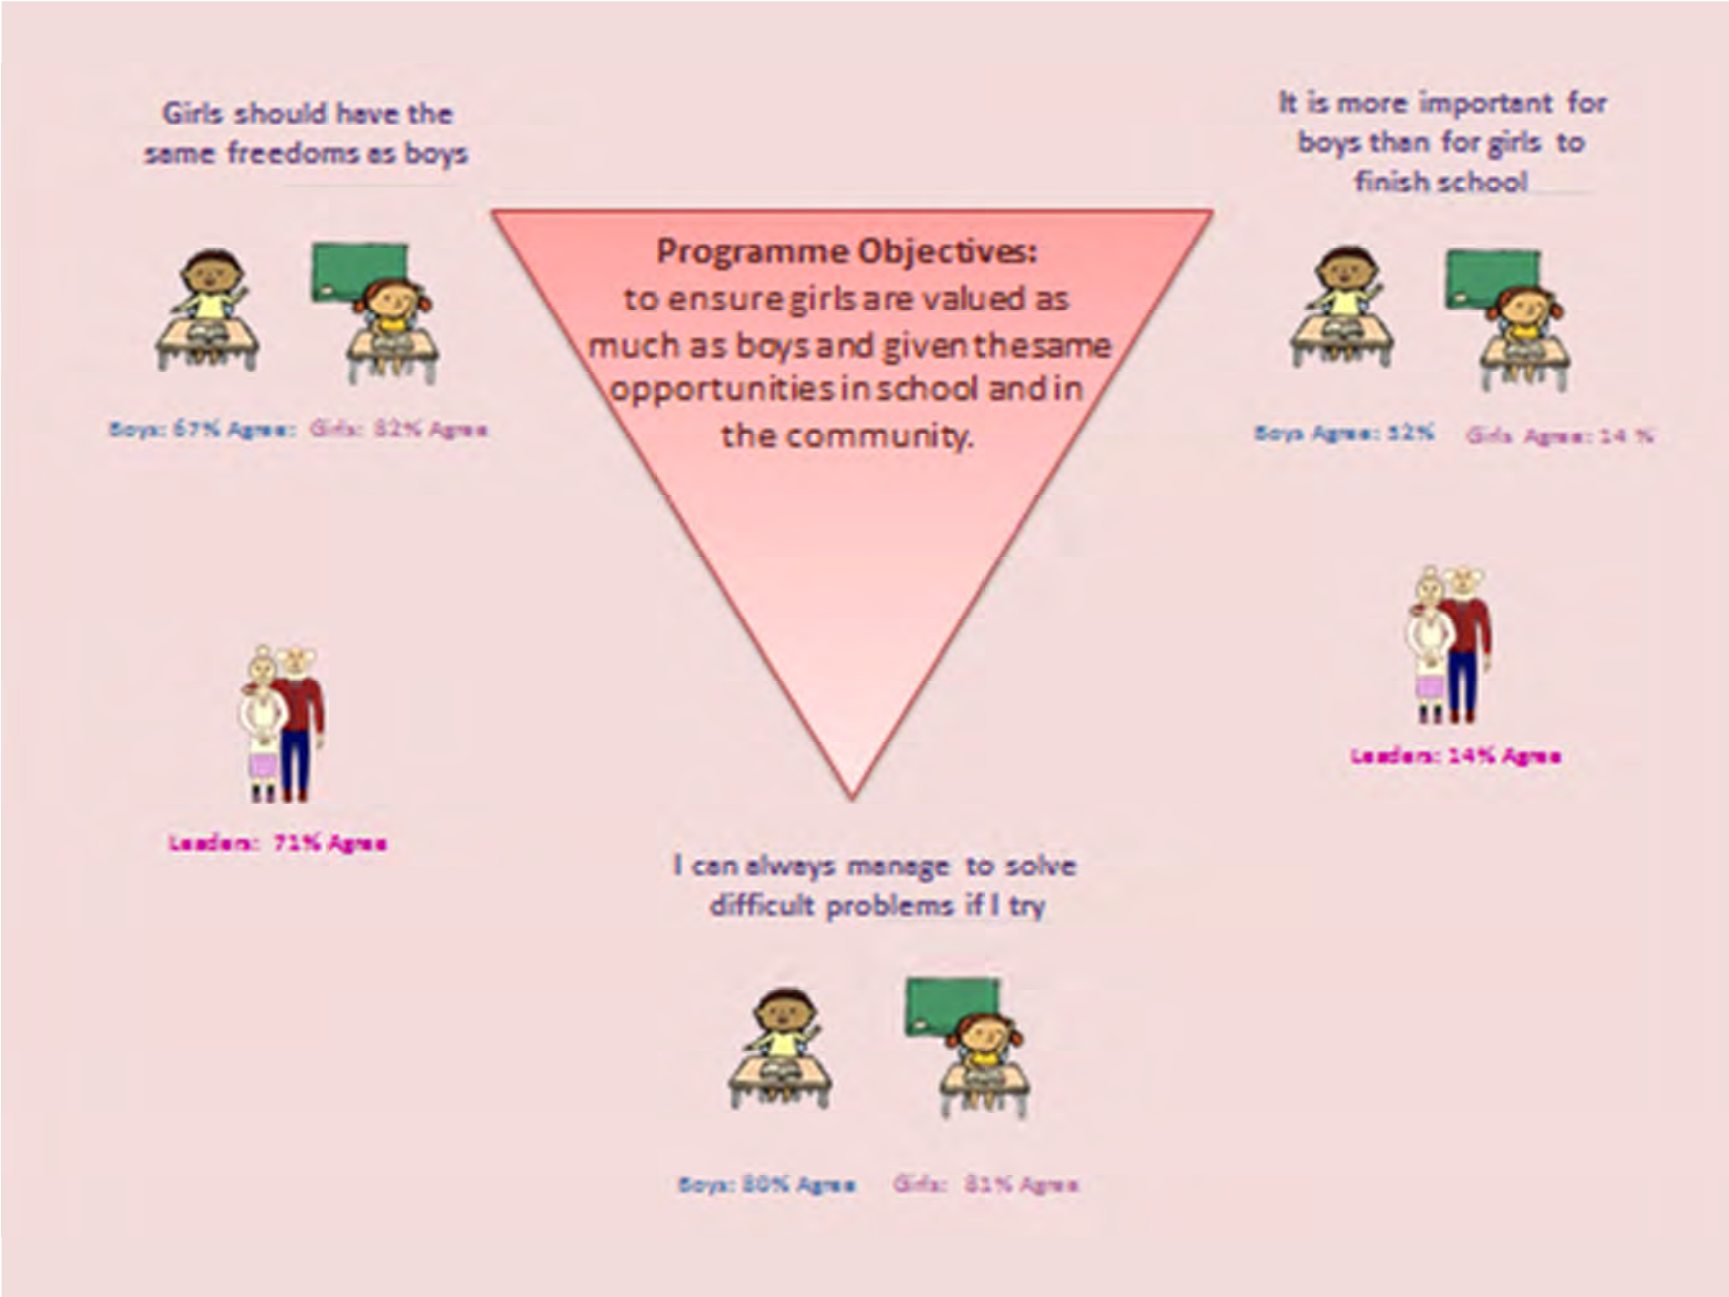 Girls should have the
same freedoms as boys
Boys: 67% Agree: Girls: 82% Agree
Leaders: 71% Agree
Programme Objectives:
to ensure girls are valued as
much as boys and given the same
opportunities in school and in
the community.
It is more important for
boys than for girls to
finish school
Boys Agree: 32% Girls Agree: 14 %
Leaders: 14% Agree
I can always manage to solve
difficult problems if I try
Boys: 80% Agree Girls: 81% Agree